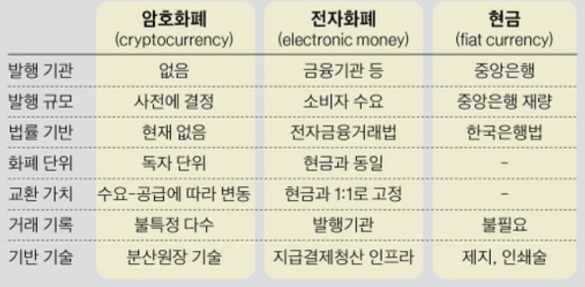 암호화폐 전자화폐 현금
(cryptocurrency) (electronic money) (fiat currency)
발행 기관 없음 금융기관 등 중앙은행
발행 규모 사전에 결정 소비자 수요 중앙은행 재량
법률 기반 현재 없음 전자금융거래법 한국은행법
화폐 단위 독자 단위 현금과 동일 -
교환 가치 수요-공급에 따라 변동 현금과 1:1로 고정 -
거래 기록 불특정 다수 발행기관 불필요
기반 기술 분산원장 기술 지급결제청산 인프라 제지, 인쇄술